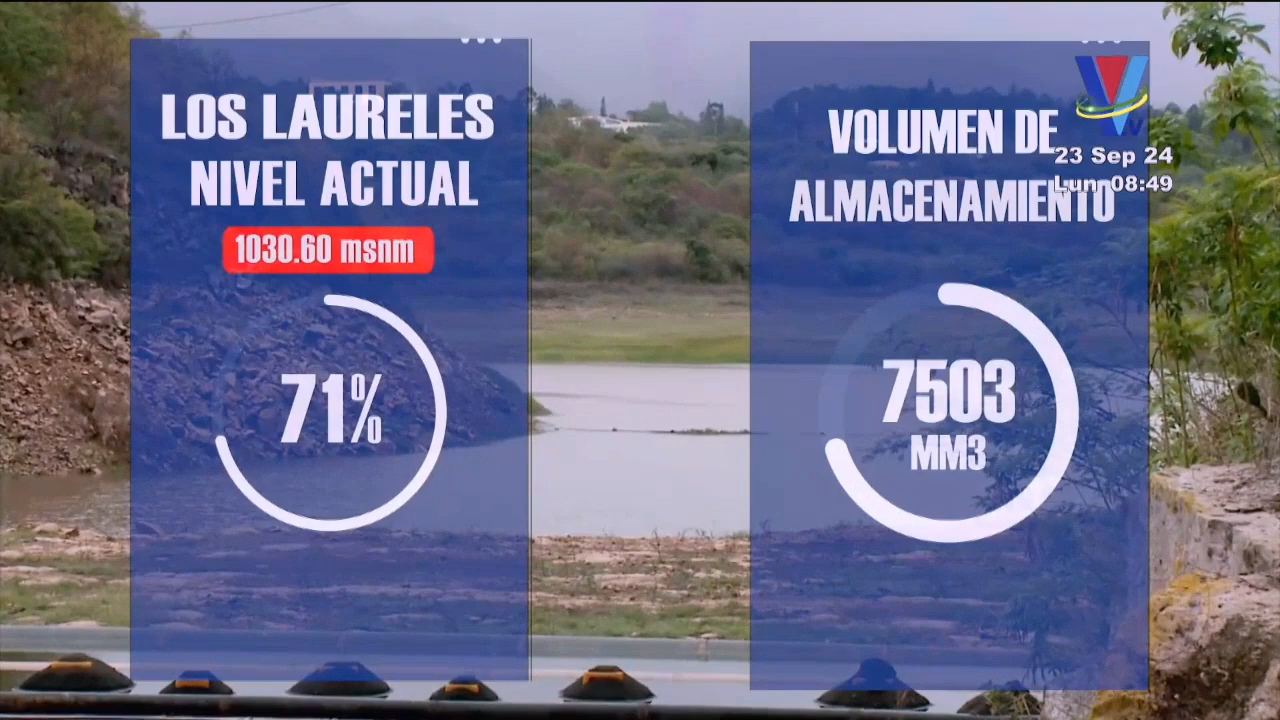 LOS LAURELES
NIVEL ACTUAL
1030.60 msnm
71%
VOLUMEN DE
ALMACENAMIENTO
7503
MM3
V
TV
23 Sep 24
Lun 08:49